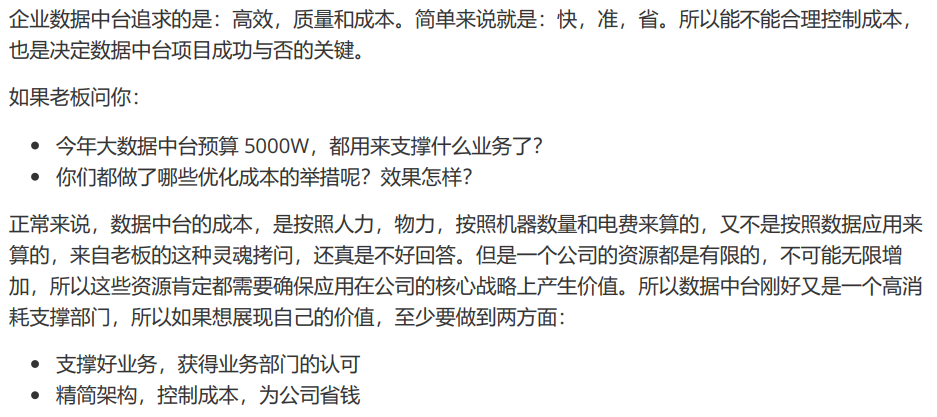 企业数据中台追求的是：高效，质量和成本。简单来说就是：快，准，省。所以能不能合理控制成本，
也是决定数据中台项目成功与否的关键。
如果老板问你：
• 今年大数据中台预算 5000W，都用来支撑什么业务了？
• 你们都做了哪些优化成本的举措呢？效果怎样？
正常来说，数据中台的成本，是按照人力，物力，按照机器数量和电费来算的，又不是按照数据应用来
算的，来自老板的这种灵魂拷问，还真是不好回答。但是一个公司的资源都是有限的，不可能无限增
加，所以这些资源肯定都需要确保应用在公司的核心战略上产生价值。所以数据中台刚好又是一个高消
耗支撑部门，所以如果想展现自己的价值，至少要做到两方面：
• 支撑好业务，获得业务部门的认可
• 精简架构，控制成本，为公司省钱